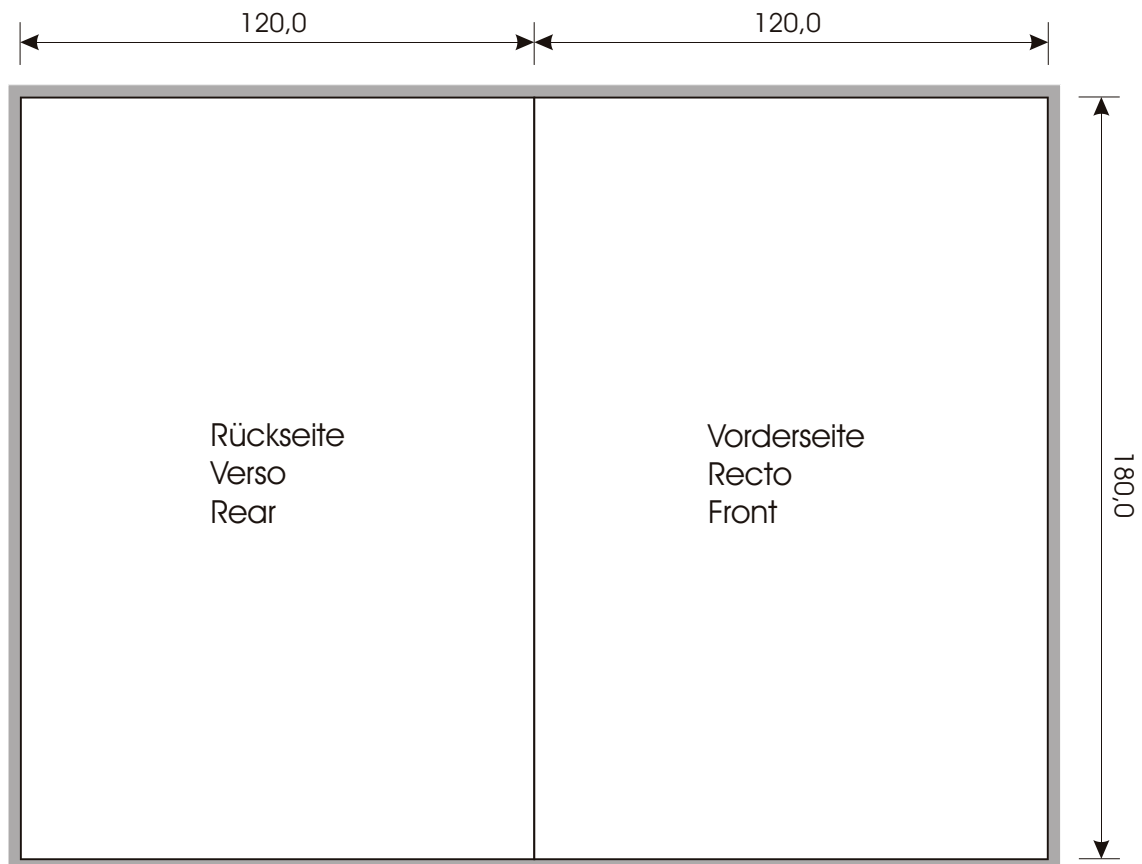 120,0 120,0
Rückseite
Verso
Rear
Vorderseite
Recto
Front
180,0